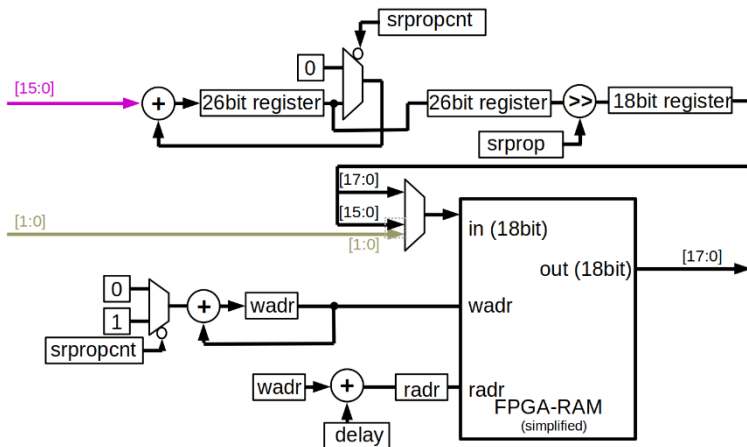 srpropcnt
0
[15:0]
+
26bit register
26bit register
>>
18bit register
srprop
[17:0]
[15:0]
[1:0]
[1:0]
in (18bit)
out (18bit)
[17:0]
0
1
+
wadr
wadr
srpropcnt
wadr
+
radr
radr
delay
FPGA-RAM
(simplified)